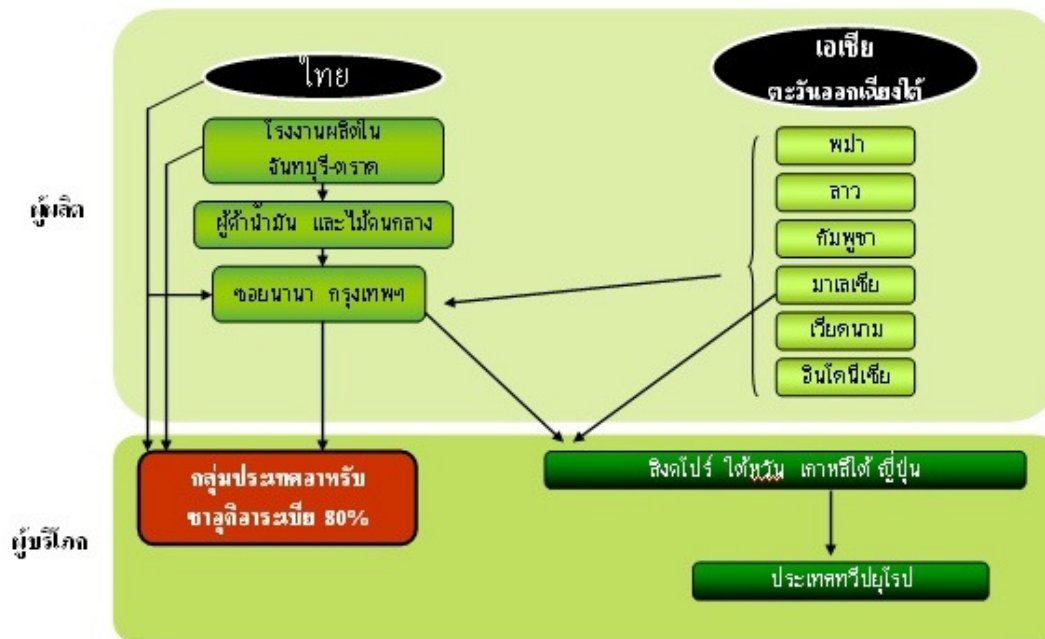 ไทย
เอเซีย
ตะวันออกเฉียงใต้
โรงงานผลิตใน
จันทบุรี-ตราด
ผู้ค้าน้ำมัน และไม้คนกลาง
ซอยนานา กรุงเทพฯ
พม่า
ลาว
กัมพูชา
มาเลเซีย
เวียดนาม
อินโดนีเซีย
ผู้ผลิต
กลุ่มประเทศอาหรับ
ซาอุดิอาระเบีย 80%
สิงคโปร์ ใต้หวัน เกาหลีใต้ ญี่ปุ่น
ประเทศทวีปยุโรป
ผู้บริโภค